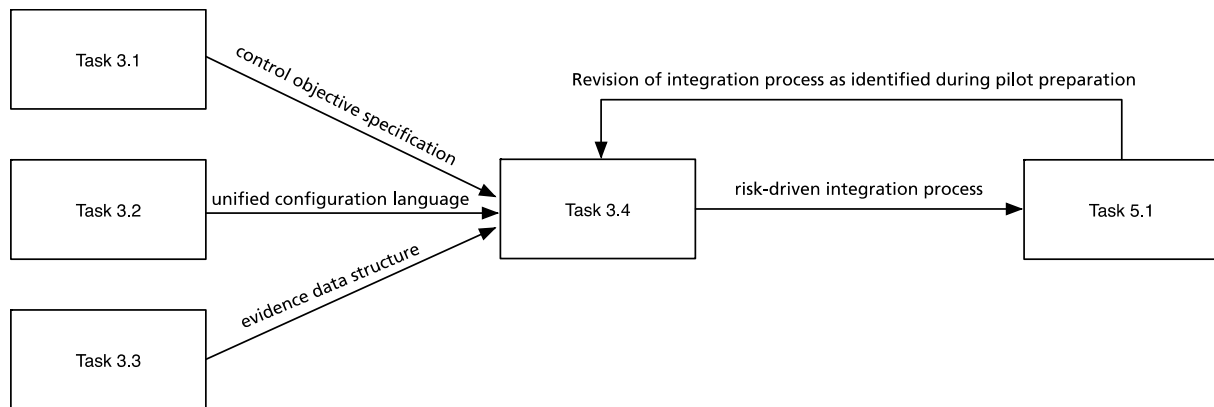 Task 3.1
control objective specification
Revision of integration process as identified during pilot preparation
Task 3.2
unified configuration language
Task 3.4
risk-driven integration process
Task 5.1
evidence data structure
Task 3.3